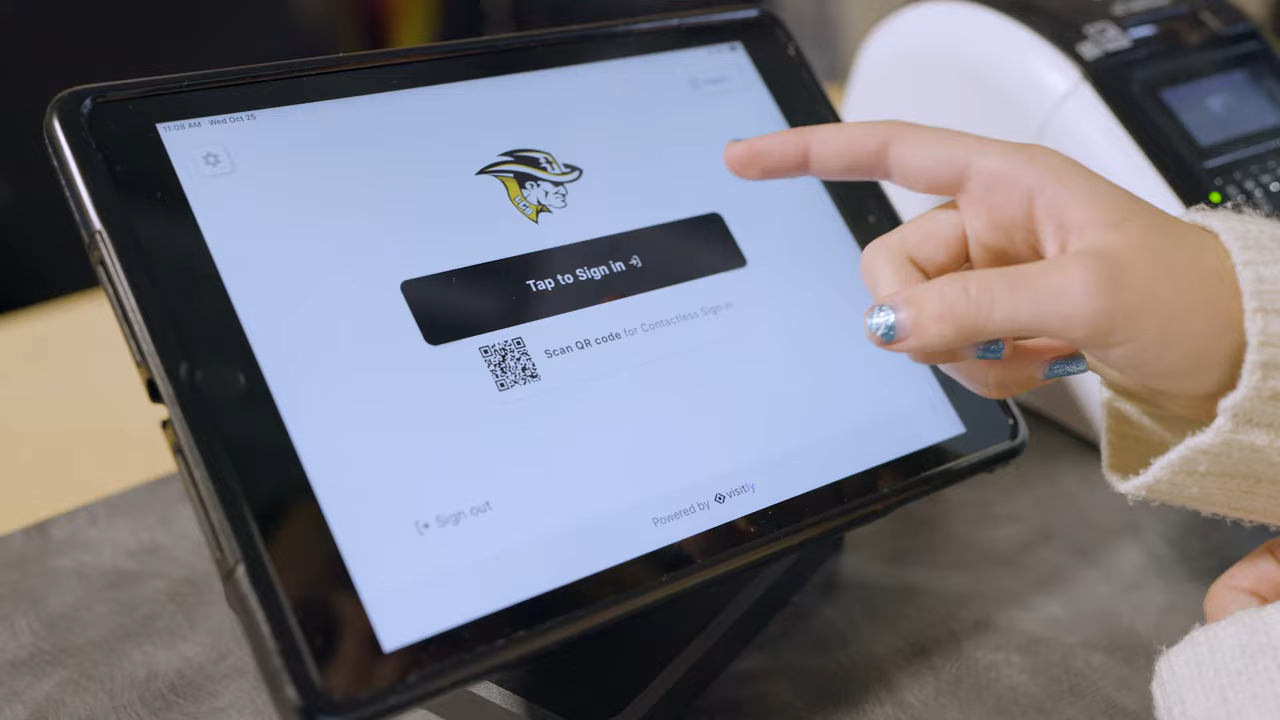 11:08 AM Wed Oct 25
Tap to Sign in
Scan QR code for Contactless Sign in
Sign out
Powered by visitly